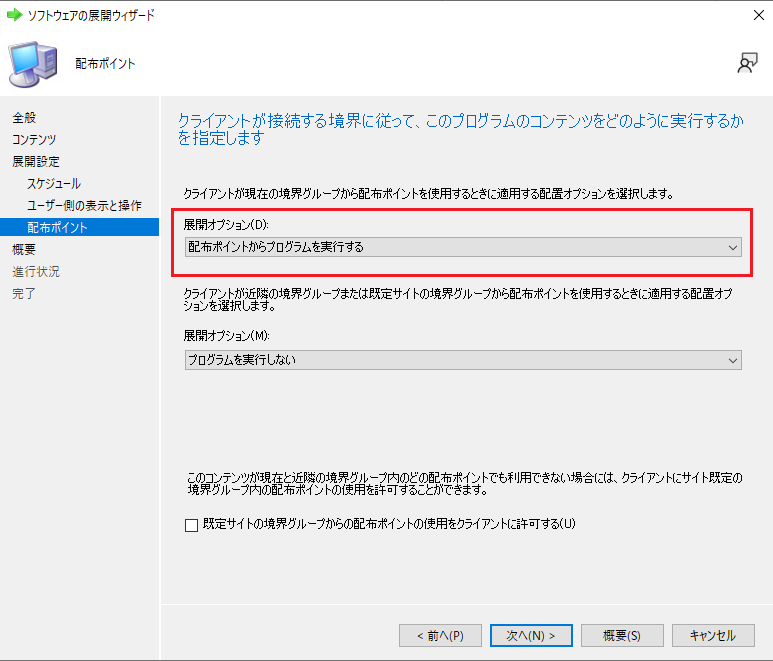 ソフトウェアの展開ウィザード
配布ポイント
全般
コンテンツ
展開設定
スケジュール
ユーザー側の表示と操作
配布ポイント
概要
進行状況
完了
クライアントが接続する境界に従って、このプログラムのコンテンツをどのように実行するか
を指定します
クライアントが現在の境界グループから配布ポイントを使用するときに適用する配置オプションを選択します。
展開オプション(D):
配布ポイントからプログラムを実行する
クライアントが近隣の境界グループまたは既定サイトの境界グループから配布ポイントを使用するときに適用する配置オプ
ションを選択します。
展開オプション(M):
プログラムを実行しない
このコンテンツが現在と近隣の境界グループ内のどの配布ポイントでも利用できない場合には、クライアントにサイト既定の
境界グループ内の配布ポイントの使用を許可することができます。
既定サイトの境界グループからの配布ポイントの使用をクライアントに許可する(U)
< 前へ(P)
次へ(N) >
概要(S)
キャンセル